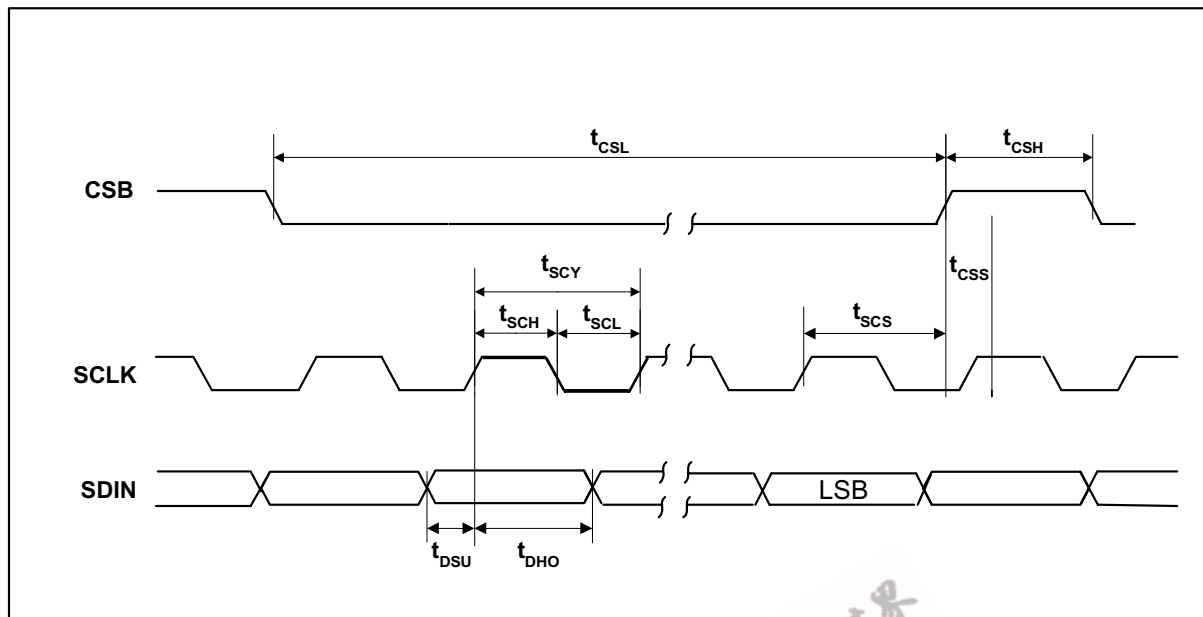 tCSL
tCSH
CSB
tCSS
tSCY
tSCH
tSCL
tSCS
SCLK
SDIN
LSB
tDSU
tDHO